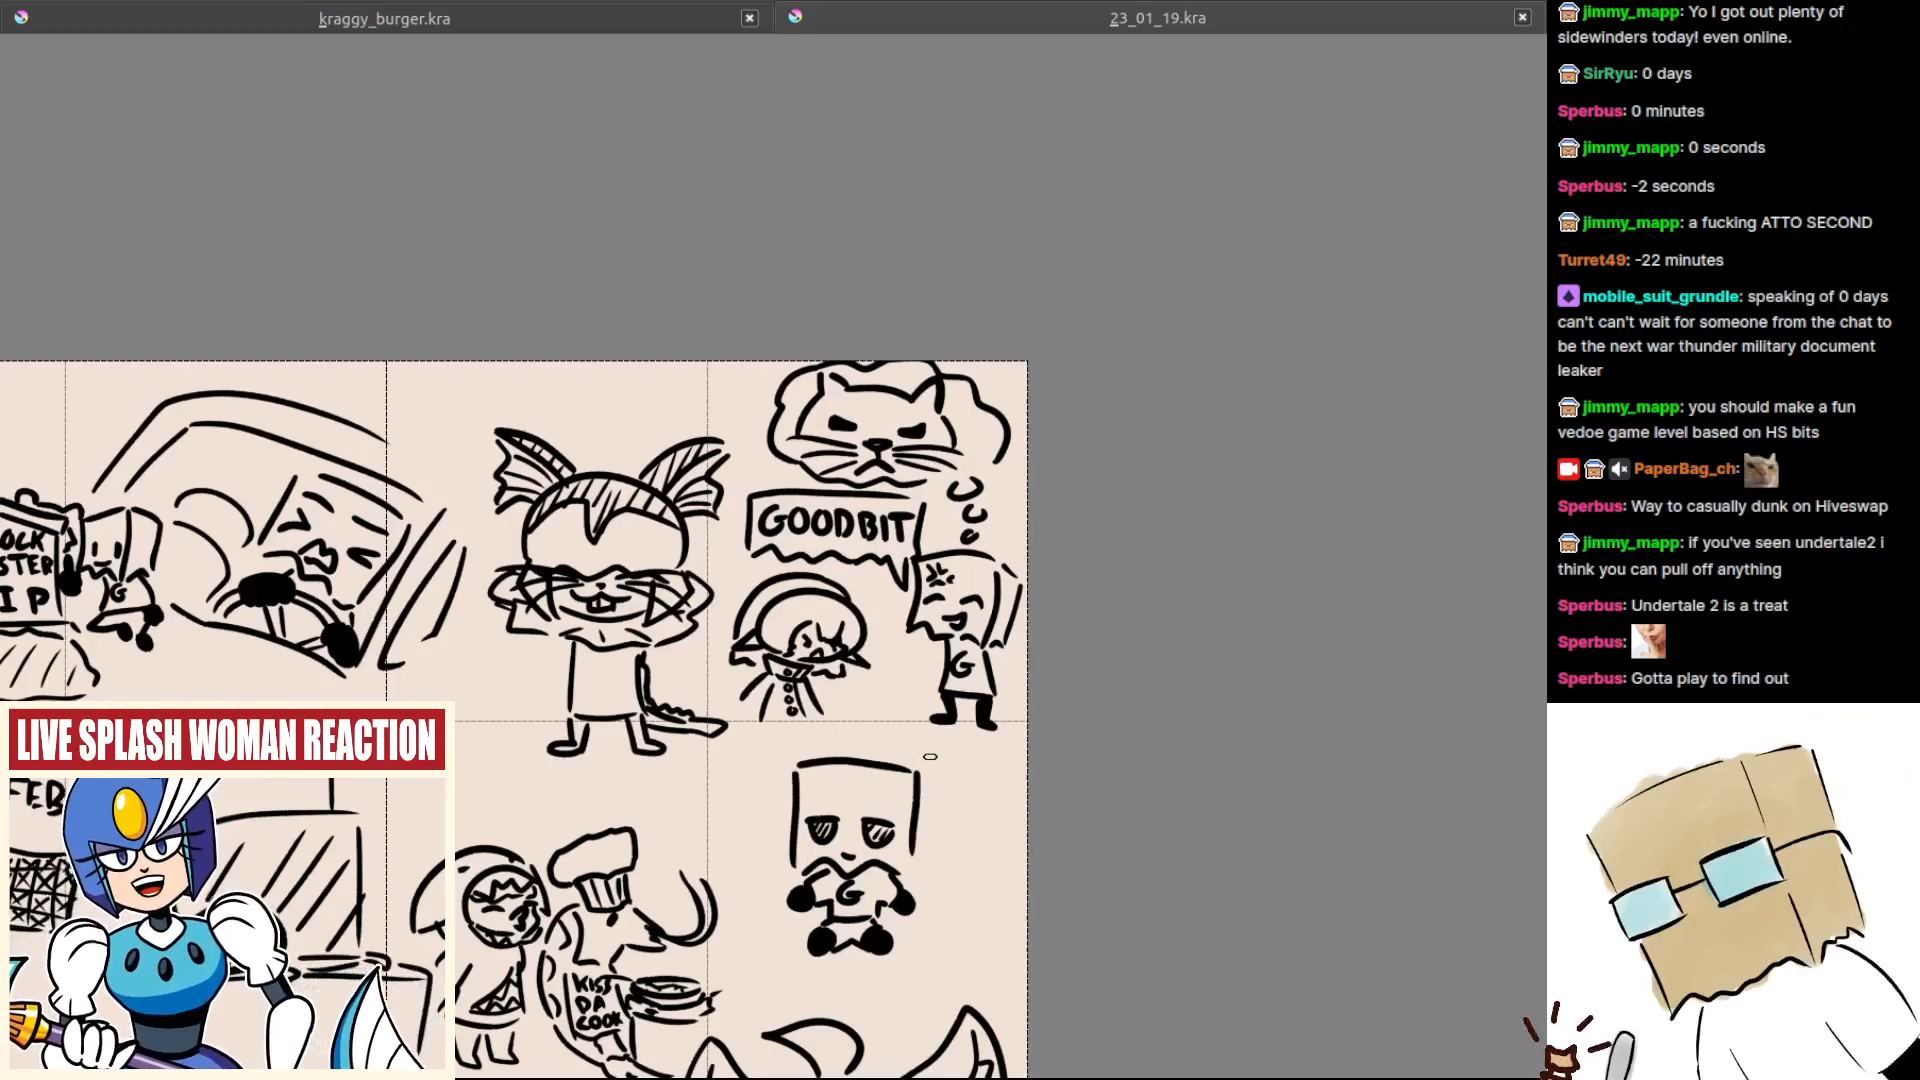 kraggy_burger.kra
23_01_19.kra
jimmy_mapp: Yo I got out plenty of
sidewinders today! even online.
SirRyu: 0 days
Sperbus: 0 minutes
jimmy_mapp: 0 seconds
Sperbus: -2 seconds
jimmy_mapp: a fucking ATTO SECOND
Turret49: -22 minutes
mobile_suit_grundle: speaking of 0 days
can't can't wait for someone from the chat to
be the next war thunder military document
leaker
jimmy_mapp: you should make a fun
vedoe game level based on HS bits
PaperBag_ch:
Sperbus: Way to casually dunk on Hiveswap
jimmy_mapp: if you've seen undertale2 i
think you can pull off anything
Sperbus: Undertale 2 is a treat
Sperbus:
Sperbus: Gotta play to find out
GOODBIT
G
OCK
STER
IP
G
LIVE SPLASH WOMAN REACTION
FEB
G
KISS
DA
COOK